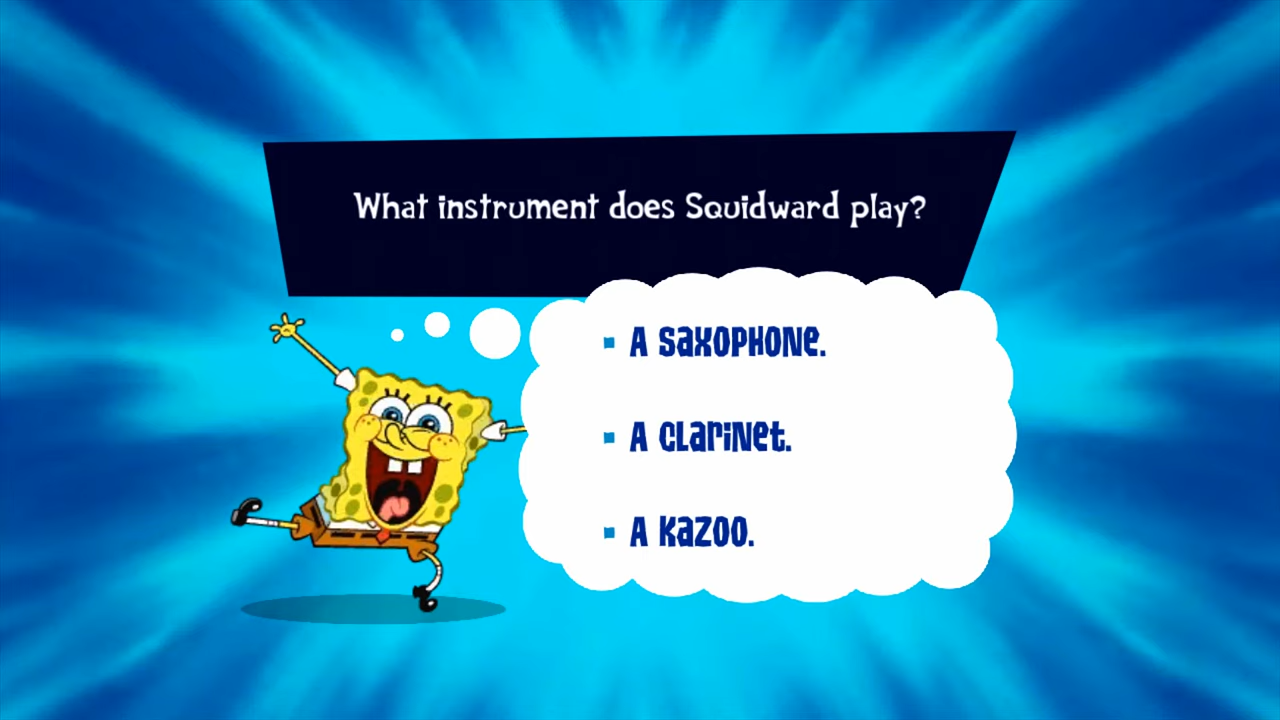 What instrument does Squidward play?
▪ A saxophone.
▪ A clarinet.
▪ A kazoo.